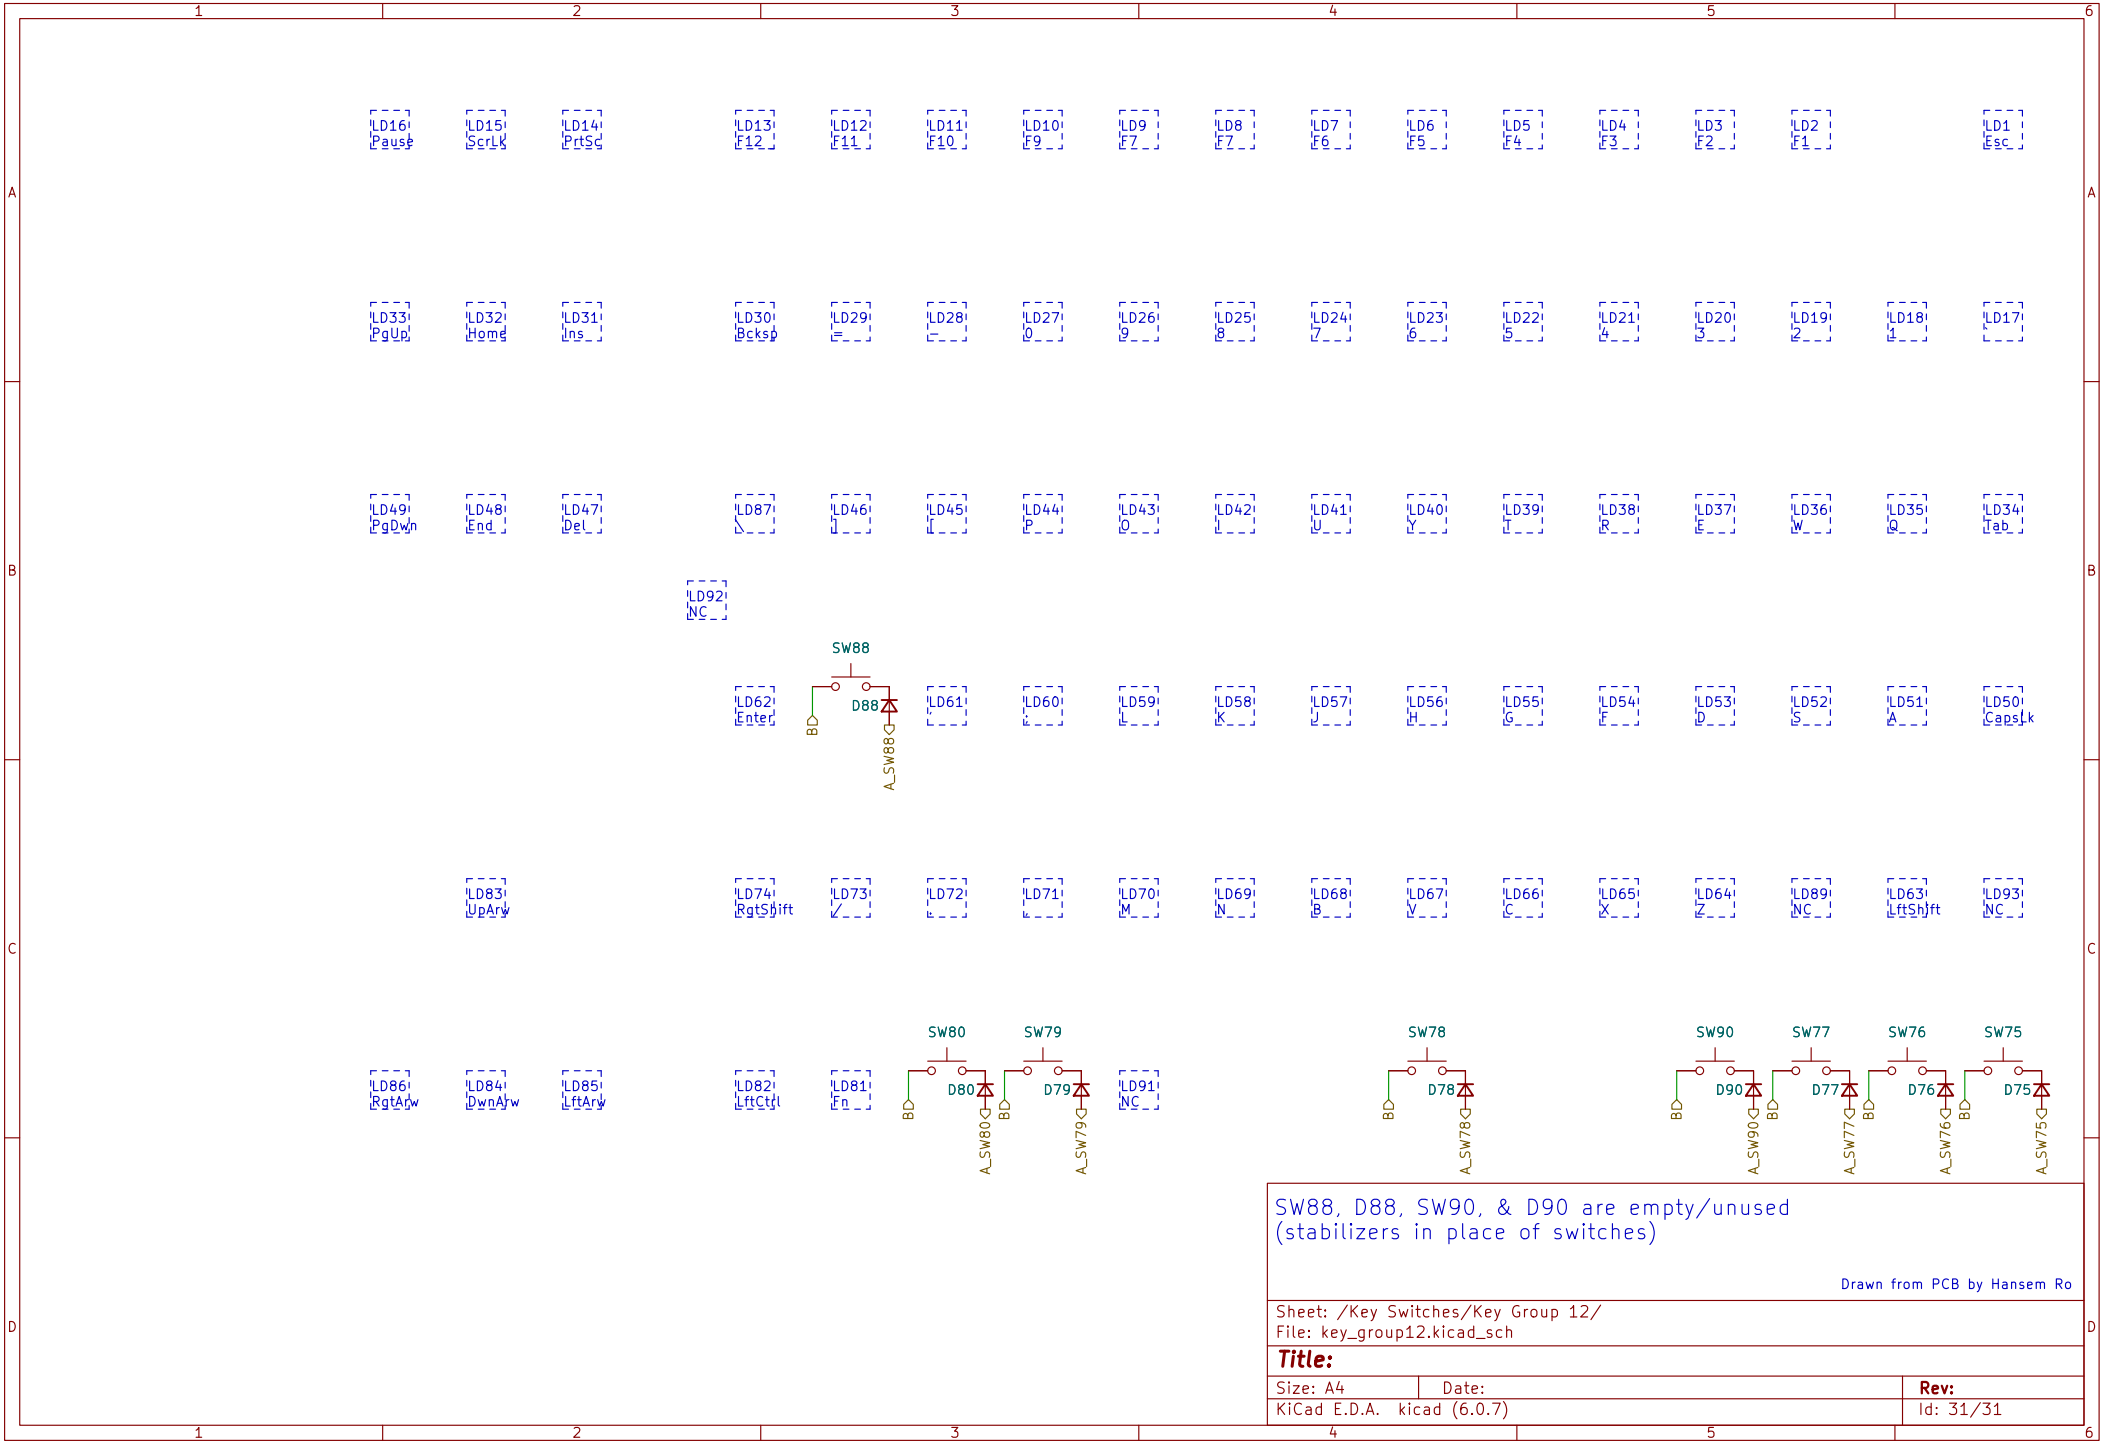 1 2 3 4 5 6
LD16 LD15 LD14 LD13 LD12 LD11 LD10 LD9 LD8 LD7 LD6 LD5 LD4 LD3 LD2 LD1
Pause ScrLk PrtSc F12 F11 F10 F9 F7 F7 F6 F5 F4 F3 F2 F1 Esc
A A
LD33 LD32 LD31 LD30 LD29 LD28 LD27 LD26 LD25 LD24 LD23 LD22 LD21 LD20 LD19 LD18 LD17
PgUp Home Ins Bcksp = - 0 9 8 7 6 5 4 3 2 1 `
LD49 LD48 LD47 LD87 LD46 LD45 LD44 LD43 LD42 LD41 LD40 LD39 LD38 LD37 LD36 LD35 LD34
PgDwn End Del \ ] [ P O I U Y T R E W Q Tab
B B
LD92
NC
SW88
LD62 D88 LD61 LD60 LD59 LD58 LD57 LD56 LD55 LD54 LD53 LD52 LD51 LD50
Enter ' ; L K J H G F D S A CapsLk
B A_SW88
LD83 LD74 LD73 LD72 LD71 LD70 LD69 LD68 LD67 LD66 LD65 LD64 LD89 LD63 LD93
UpArw RgtShift / . , M N B V C X Z NC LftShift NC
C C
SW80 SW79 SW78 SW90 SW77 SW76 SW75
LD86 LD84 LD85 LD82 LD81 D80 D79 LD91 D78 D90 D77 D76 D75
RgtArw DwnArw LftArw LftCtrl Fn NC
B A_SW80 B A_SW79 B A_SW78 B A_SW90 B A_SW77 B A_SW76 B A_SW75
SW88, D88, SW90, & D90 are empty/unused
(stabilizers in place of switches)
Drawn from PCB by Hansem Ro
Sheet: /Key Switches/Key Group 12/
D D
File: key_group12.kicad_sch
Title:
Size: A4 Date: Rev:
KiCad E.D.A. kicad (6.0.7) Id: 31/31
1 2 3 4 5 6